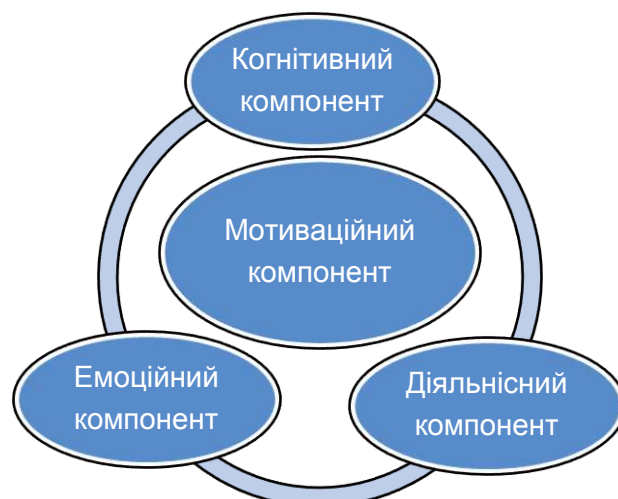 Когнітивний
компонент
Мотиваційний
компонент
Емоційний
компонент
Діяльнісний
компонент